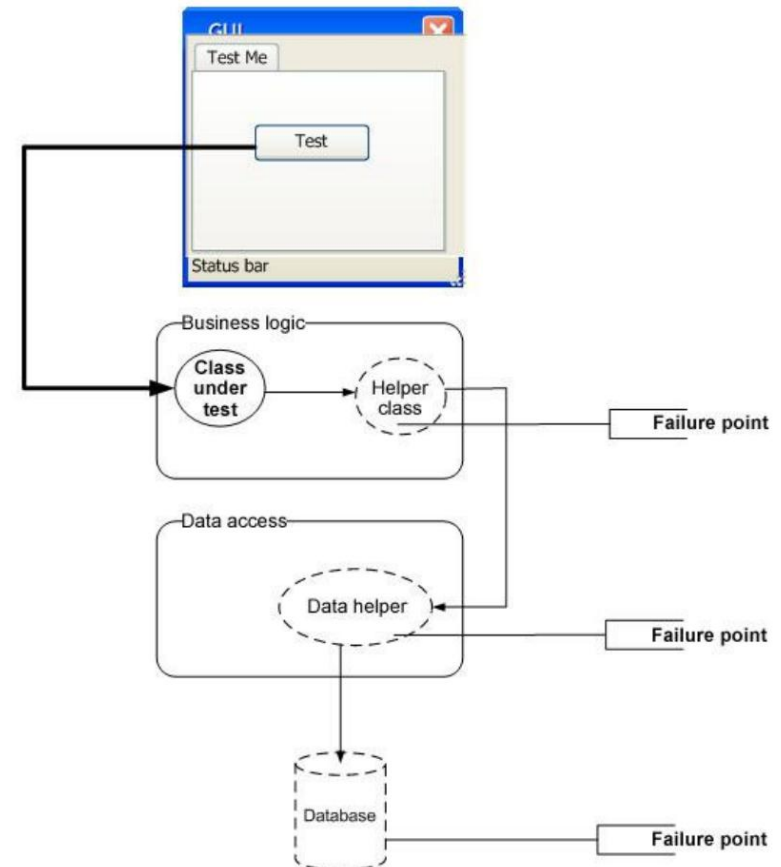 GUI
Test Me
Test
Status bar
Business logic
Class
under
test
Helper
class
Failure point
Data access
Data helper
Failure point
Database
Failure point